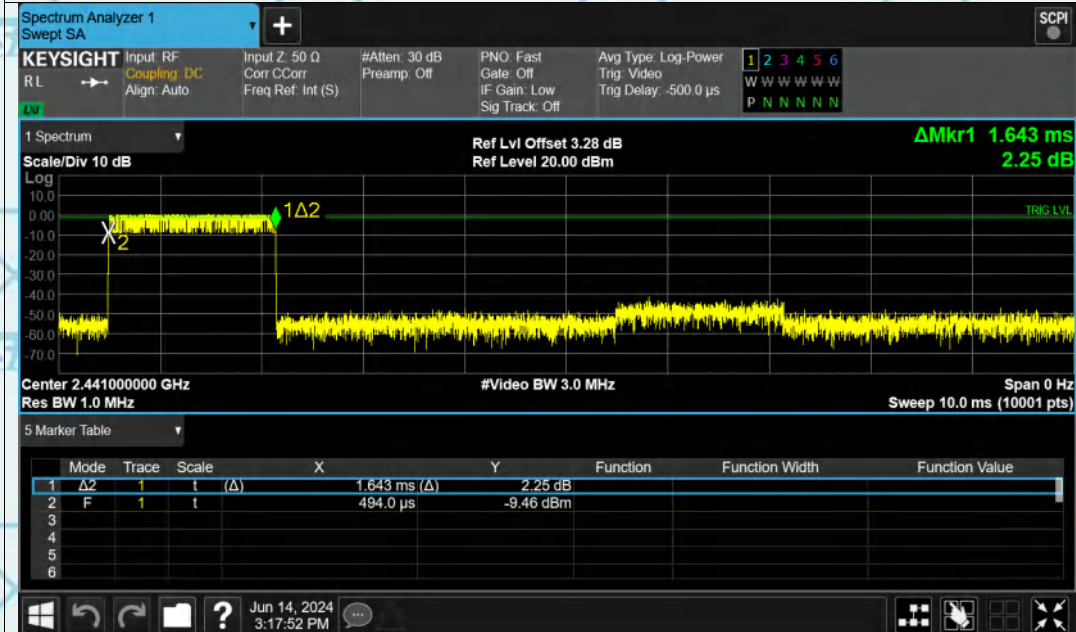 Spectrum Analyzer 1
Swept SA
+
SCPI
KEYSIGHT Input: RF Input Z: 50 Ω #Atten: 30 dB PNO: Fast Avg Type: Log-Power 1 2 3 4 5 6
R L Coupling: DC Corr CCorr Preamp: Off Gate: Off Trig: Video W W W W W W
Align: Auto Freq Ref: Int (S) IF Gain: Low Trig Delay: -500.0 µs P N N N N N
LXI Sig Track: Off
1 Spectrum Ref Lvl Offset 3.28 dB ΔMkr1 1.643 ms
Scale/Div 10 dB Ref Level 20.00 dBm 2.25 dB
Log
10.0
0.00 1Δ2 TRIG LVL
-10.0 2
-20.0
-30.0
-40.0
-50.0
-60.0
-70.0
Center 2.441000000 GHz #Video BW 3.0 MHz Span 0 Hz
Res BW 1.0 MHz Sweep 10.0 ms (10001 pts)
5 Marker Table
Mode Trace Scale X Y Function Function Width Function Value
1 Δ2 1 t (Δ) 1.643 ms (Δ) 2.25 dB
2 F 1 t 494.0 µs -9.46 dBm
3
4
5
6
? Jun 14, 2024
3:17:52 PM